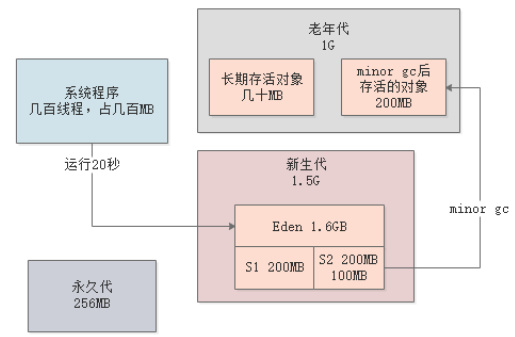 老年代
1G
长期存活对象
几十MB
minor gc后
存活的对象
200MB
系统程序
几百线程，占几百MB
运行20秒
新生代
1.5G
Eden 1.6GB
S1 200MB
S2 200MB
100MB
minor gc
永久代
256MB